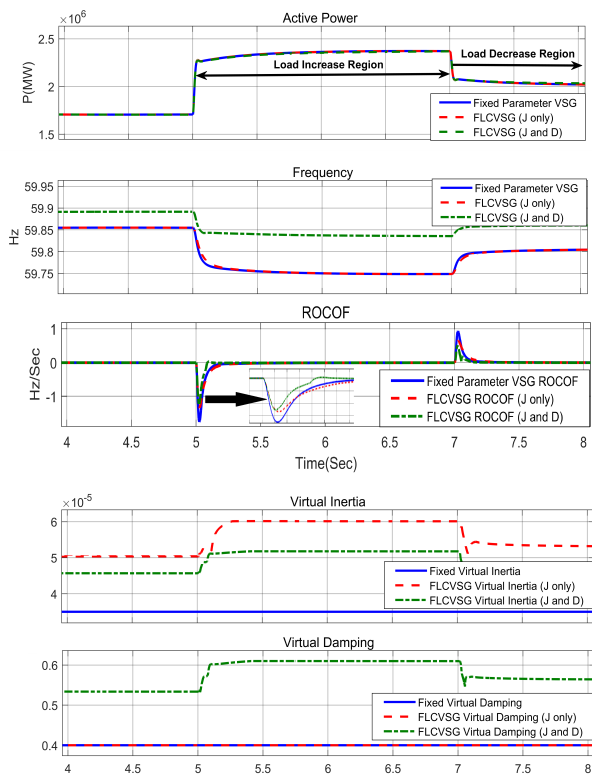 ×10⁶
Active Power
2.5
2
1.5
P(MW)
Load Increase Region
Load Decrease Region
Fixed Parameter VSG
FLCVSG (J only)
FLCVSG (J and D)
Frequency
59.95
59.9
59.85
59.8
59.75
Hz
Fixed Parameter VSG
FLCVSG (J only)
FLCVSG (J and D)
ROCOF
1
0
-1
Hz/Sec
Fixed Parameter VSG ROCOF
FLCVSG ROCOF (J only)
FLCVSG ROCOF (J and D)
4 4.5 5 5.5 6 6.5 7 7.5 8
Time(Sec)
×10⁻⁵
Virtual Inertia
6
5
4
Fixed Virtual Inertia
FLCVSG Virtual Inertia (J only)
FLCVSG Virtual Inertia (J and D)
Virtual Damping
0.6
0.5
0.4
Fixed Virtual Damping
FLCVSG Virtua Damping (J only)
FLCVSG Virtua Damping (J and D)
4 4.5 5 5.5 6 6.5 7 7.5 8